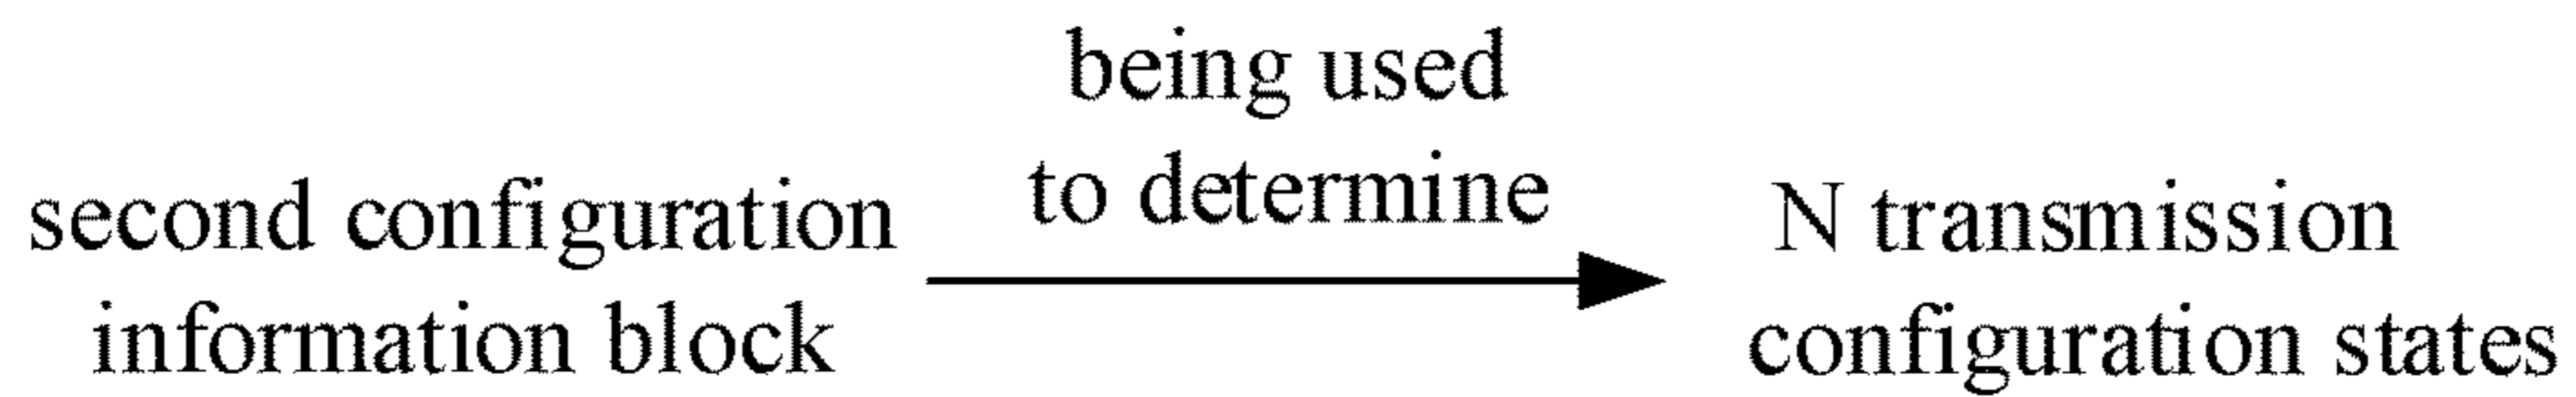 second configuration
information block
being used
to determine
N transmission
configuration states